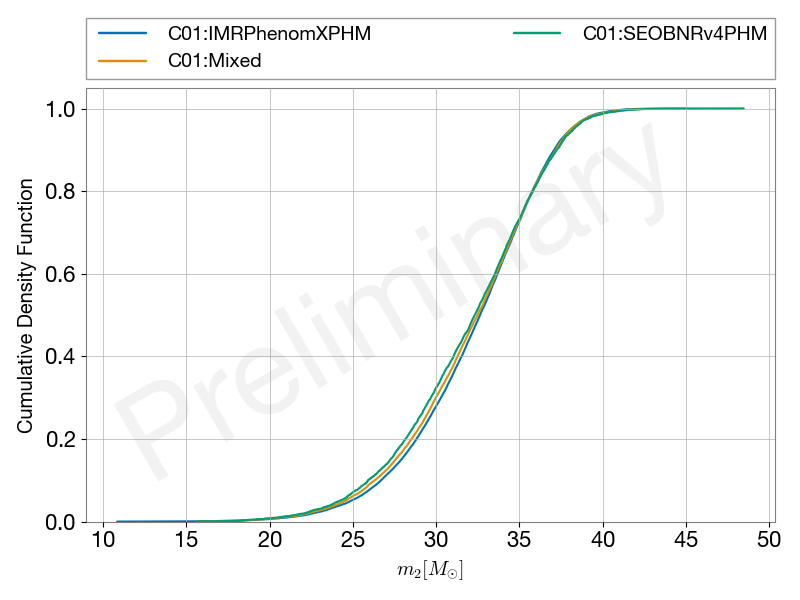 C01:IMRPhenomXPHM
C01:Mixed
C01:SEOBNRv4PHM
Preliminary
Cumulative Density Function
1.0
0.8
0.6
0.4
0.2
0.0
10 15 20 25 30 35 40 45 50
m₂[M☉]